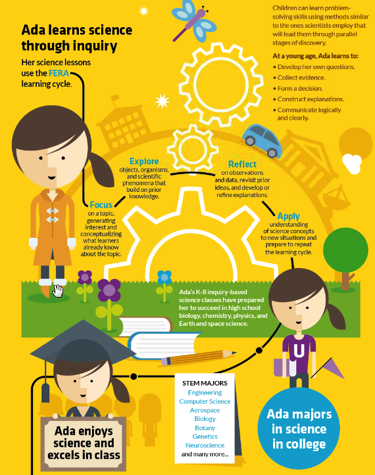 Children can learn problem-
solving skills using methods similar
to the ones scientists employ that
will lead them through parallel
stages of discovery.
At a young age, Ada learns to:
• Develop her own questions.
• Collect evidence.
• Form a decision.
• Construct explanations.
• Communicate logically
and clearly.
Ada learns science
through inquiry
Her science lessons
use the FERA
learning cycle.
Focus
on a topic,
generating
interest and
conceptualizing
what learners
already know
about the topic.
Explore
objects, organisms,
and scientific
phenomena that
build on prior
knowledge.
Reflect
on observations
and data, revisit prior
ideas, and develop or
refine explanations.
Apply
understanding
of science concepts
to new situations and
prepare to repeat
the learning cycle.
Ada's K-8 inquiry-based
science classes have prepared
her to succeed in high school
biology, chemistry, physics, and
Earth and space science.
U
Ada enjoys
science and
excels in class
STEM MAJORS
Engineering
Computer Science
Aerospace
Biology
Botany
Genetics
Neuroscience
and many more...
Ada majors
in science
in college